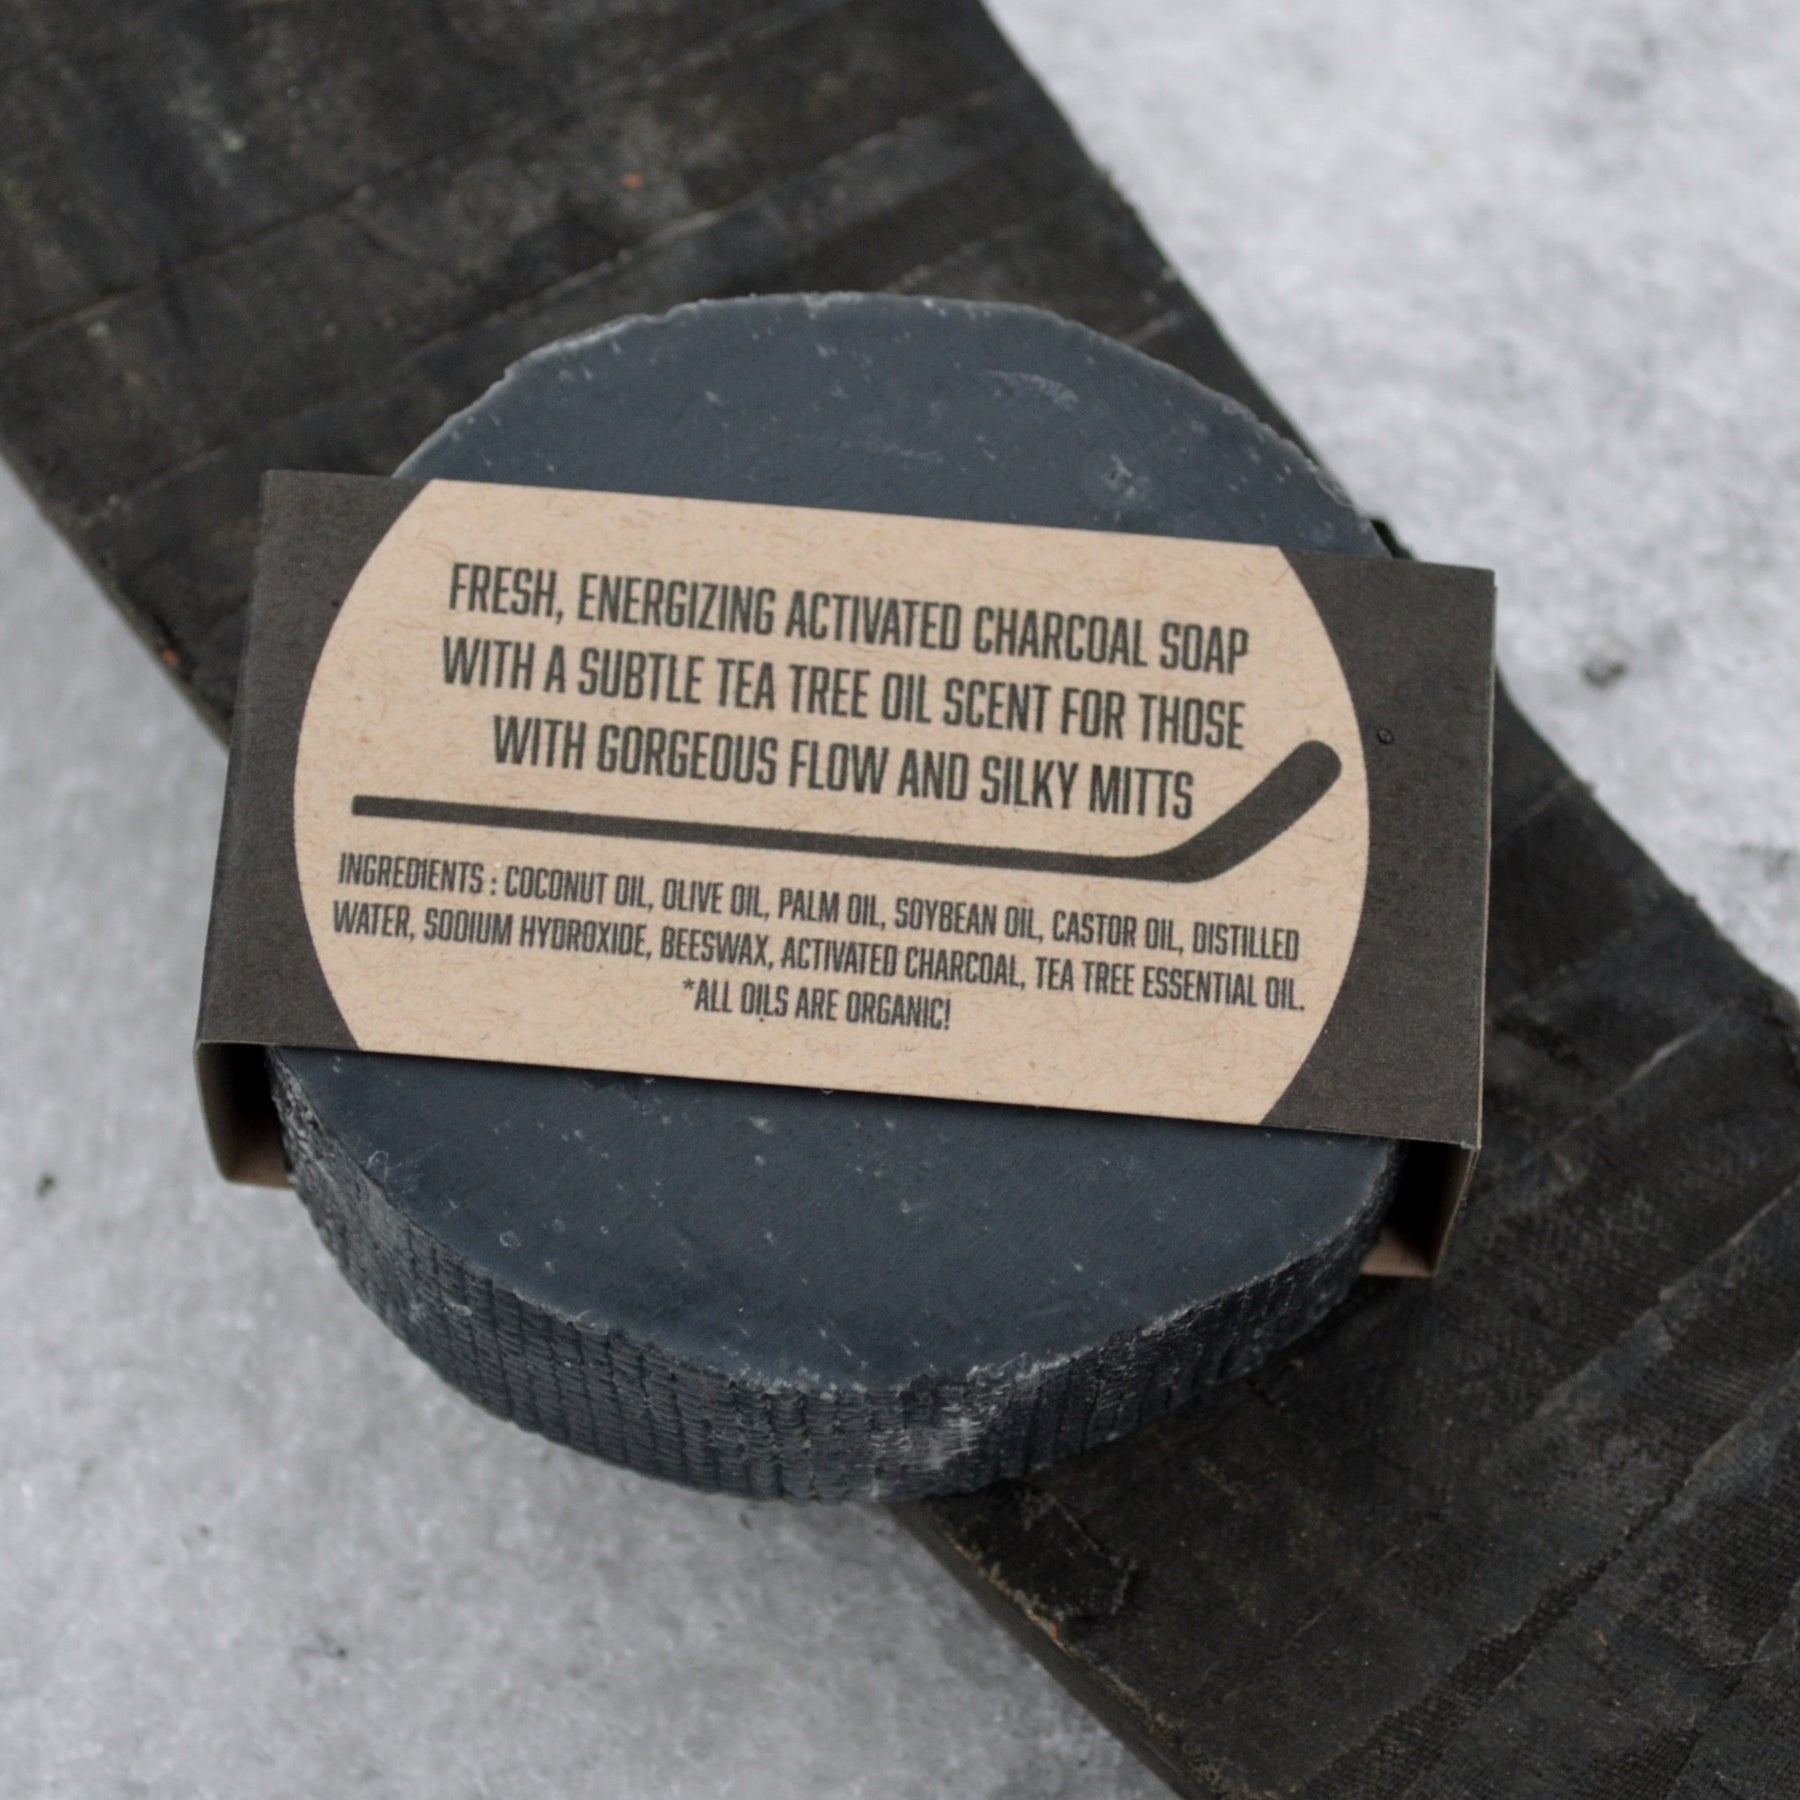 FRESH, ENERGIZING ACTIVATED CHARCOAL SOAP
WITH A SUBTLE TEA TREE OIL SCENT FOR THOSE
WITH GORGEOUS FLOW AND SILKY MITTS
INGREDIENTS : COCONUT OIL, OLIVE OIL, PALM OIL, SOYBEAN OIL, CASTOR OIL, DISTILLED
WATER, SODIUM HYDROXIDE, BEESWAX, ACTIVATED CHARCOAL, TEA TREE ESSENTIAL OIL.
*ALL OILS ARE ORGANIC!